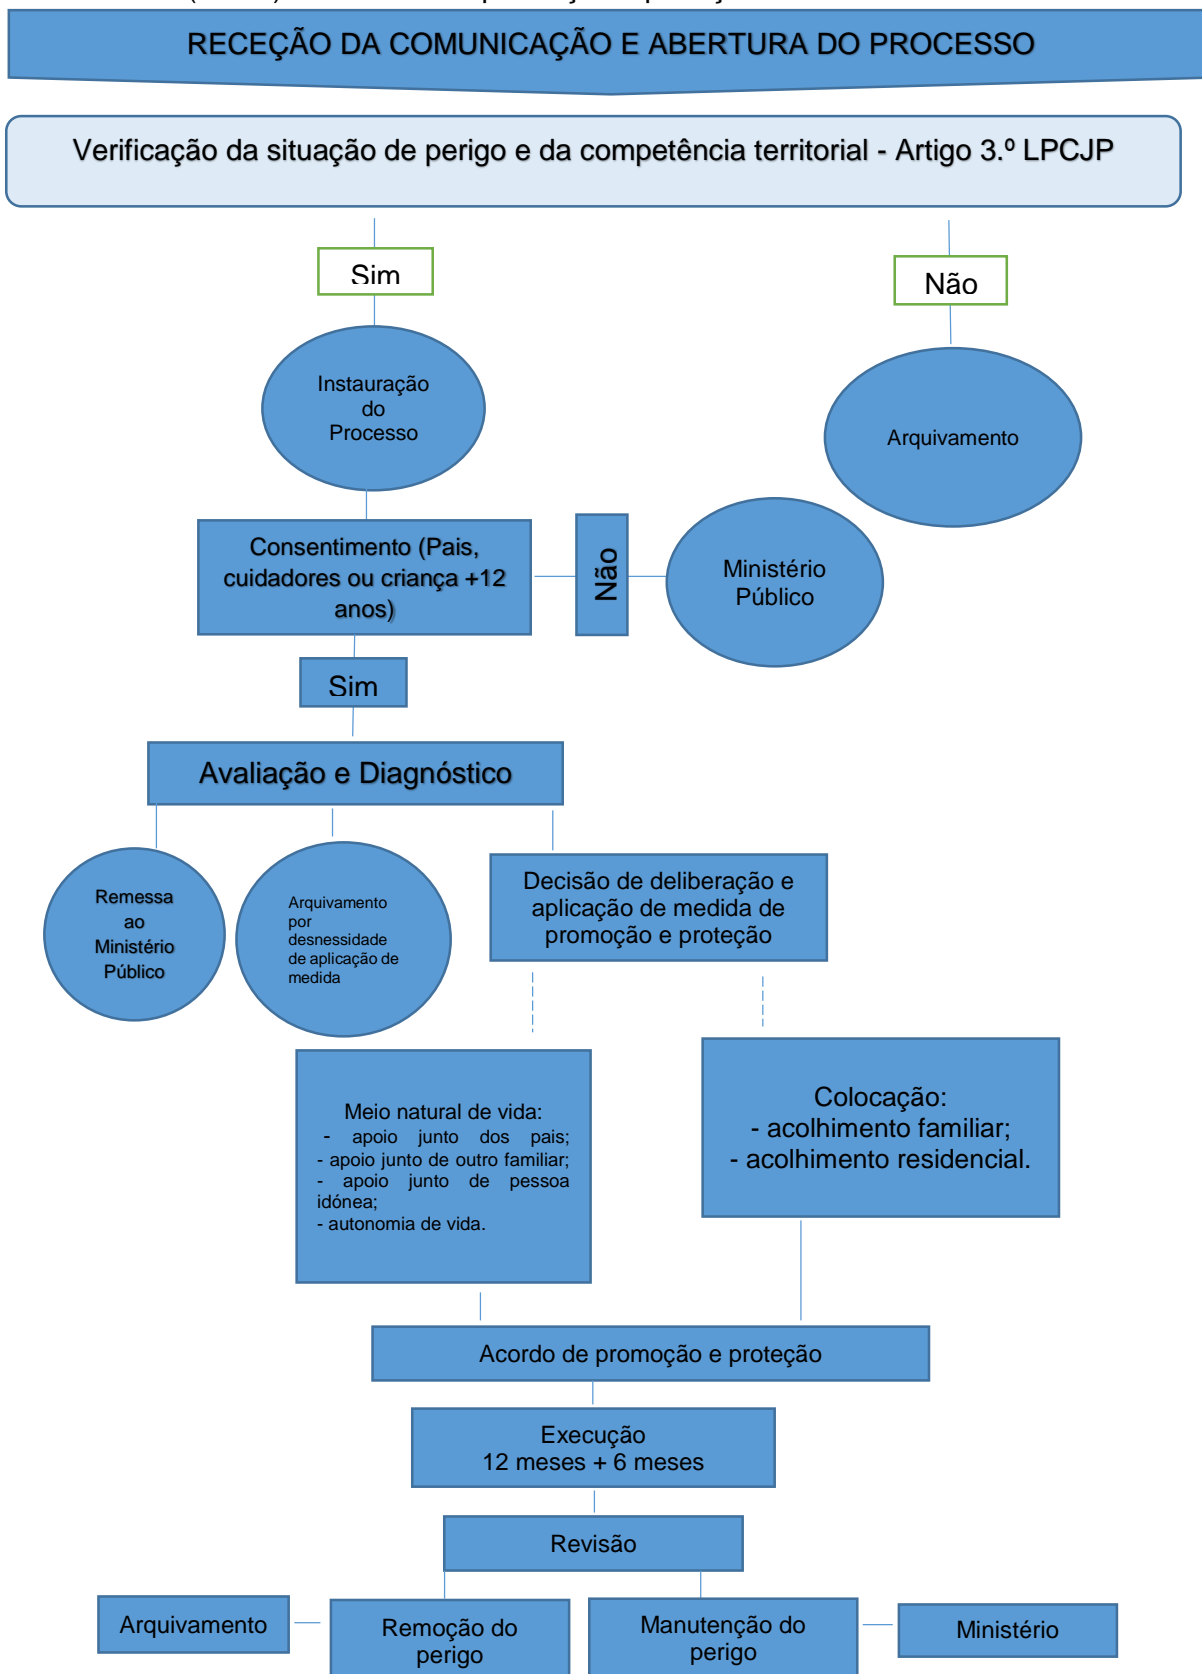 RECEÇÃO DA COMUNICAÇÃO E ABERTURA DO PROCESSO
Verificação da situação de perigo e da competência territorial - Artigo 3.º LPCJP
Sim
Não
Instauração
do
Processo
Arquivamento
Consentimento (Pais,
cuidadores ou criança +12
anos)
Não
Ministério
Público
Sim
Avaliação e Diagnóstico
Remessa
ao
Ministério
Público
Arquivamento
por
desnessidade
de aplicação de
medida
Decisão de deliberação e
aplicação de medida de
promoção e proteção
Meio natural de vida:
- apoio junto dos pais;
- apoio junto de outro familiar;
- apoio junto de pessoa
idónea;
- autonomia de vida.
Colocação:
- acolhimento familiar;
- acolhimento residencial.
Acordo de promoção e proteção
Execução
12 meses + 6 meses
Revisão
Arquivamento
Remoção do
perigo
Manutenção do
perigo
Ministério